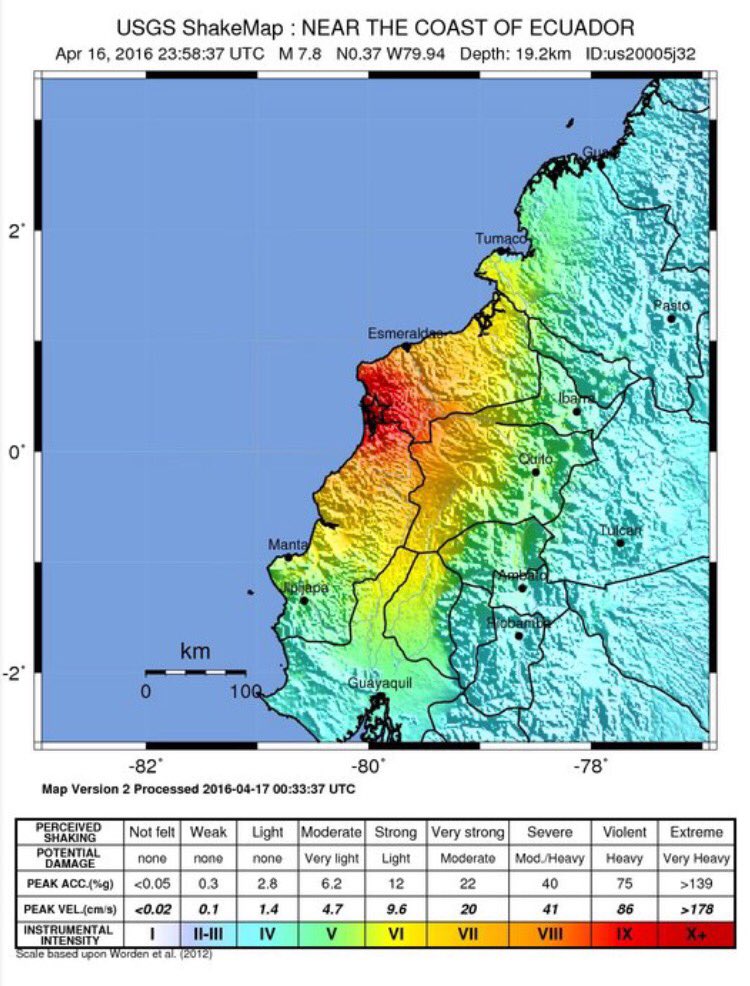 USGS ShakeMap : NEAR THE COAST OF ECUADOR
Apr 16, 2016 23:58:37 UTC M 7.8 N0.37 W79.94 Depth: 19.2km ID:us20005j32
2°
Tumaco
Pasto
Esmeraldas
Ibarra
0°
Quito
Tulcan
Manta
Ambato
Jipijapa
Riobamba
km
-2°
0 100
Guayaquil
-82° -80° -78°
Map Version 2 Processed 2016-04-17 00:33:37 UTC
PERCEIVED SHAKING Not felt Weak Light Moderate Strong Very strong Severe Violent Extreme
POTENTIAL DAMAGE none none none Very light Light Moderate Mod./Heavy Heavy Very Heavy
PEAK ACC.(%g) <0.05 0.3 2.8 6.2 12 22 40 75 >139
PEAK VEL.(cm/s) <0.02 0.1 1.4 4.7 9.6 20 41 86 >178
INSTRUMENTAL INTENSITY I II-III IV V VI VII VIII IX X+
Scale based upon Worden et al. (2012)